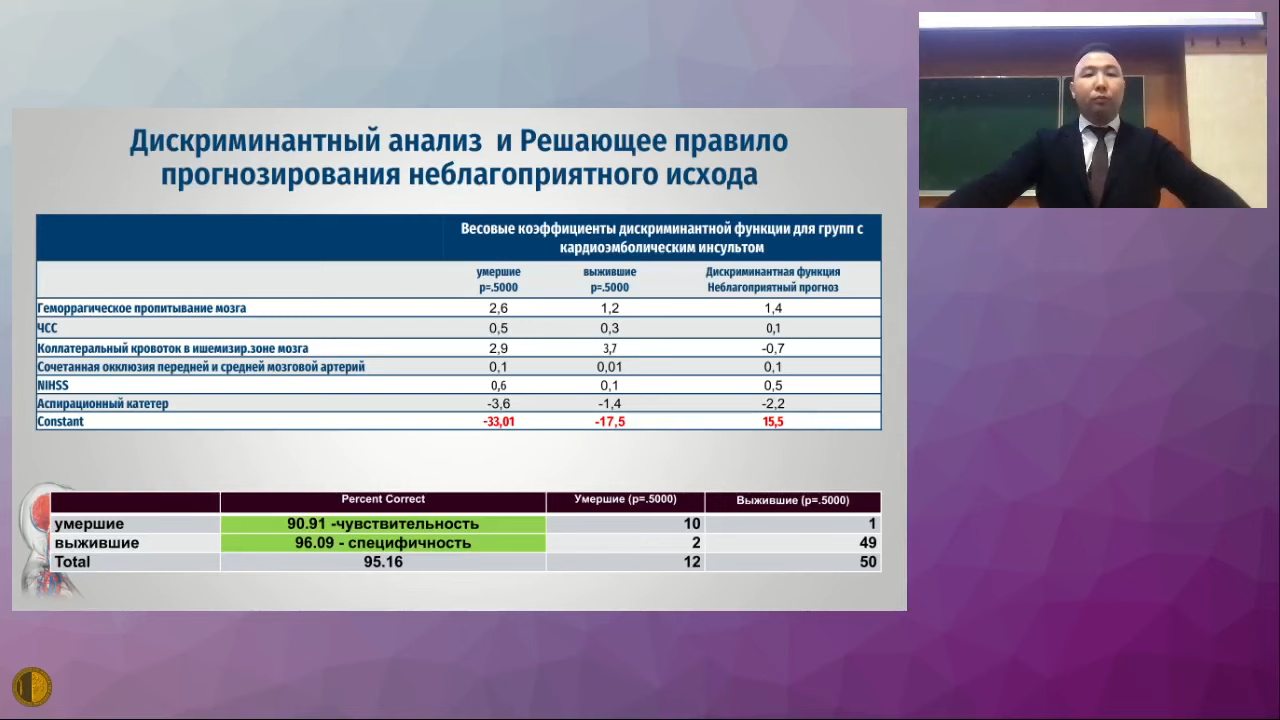 Дискриминантный анализ и Решающее правило
прогнозирования неблагоприятного исхода
Весовые коэффициенты дискриминантной функции для групп с
кардиоэмболическим инсультом
умершие выжившие Дискриминантная функция
p=.5000 p=.5000 Неблагоприятный прогноз
Геморрагическое пропитывание мозга 2,6 1,2 1,4
ЧСС 0,5 0,3 0,1
Коллатеральный кровоток в ишемизир.зоне мозга 2,9 3,7 -0,7
Сочетанная окклюзия передней и средней мозговой артерий 0,1 0,01 0,1
NIHSS 0,6 0,1 0,5
Аспирационный катетер -3,6 -1,4 -2,2
Constant -33,01 -17,5 15,5
Percent Correct Умершие (p=.5000) Выжившие (p=.5000)
умершие 90.91 -чувствительность 10 1
выжившие 96.09 - специфичность 2 49
Total 95.16 12 50